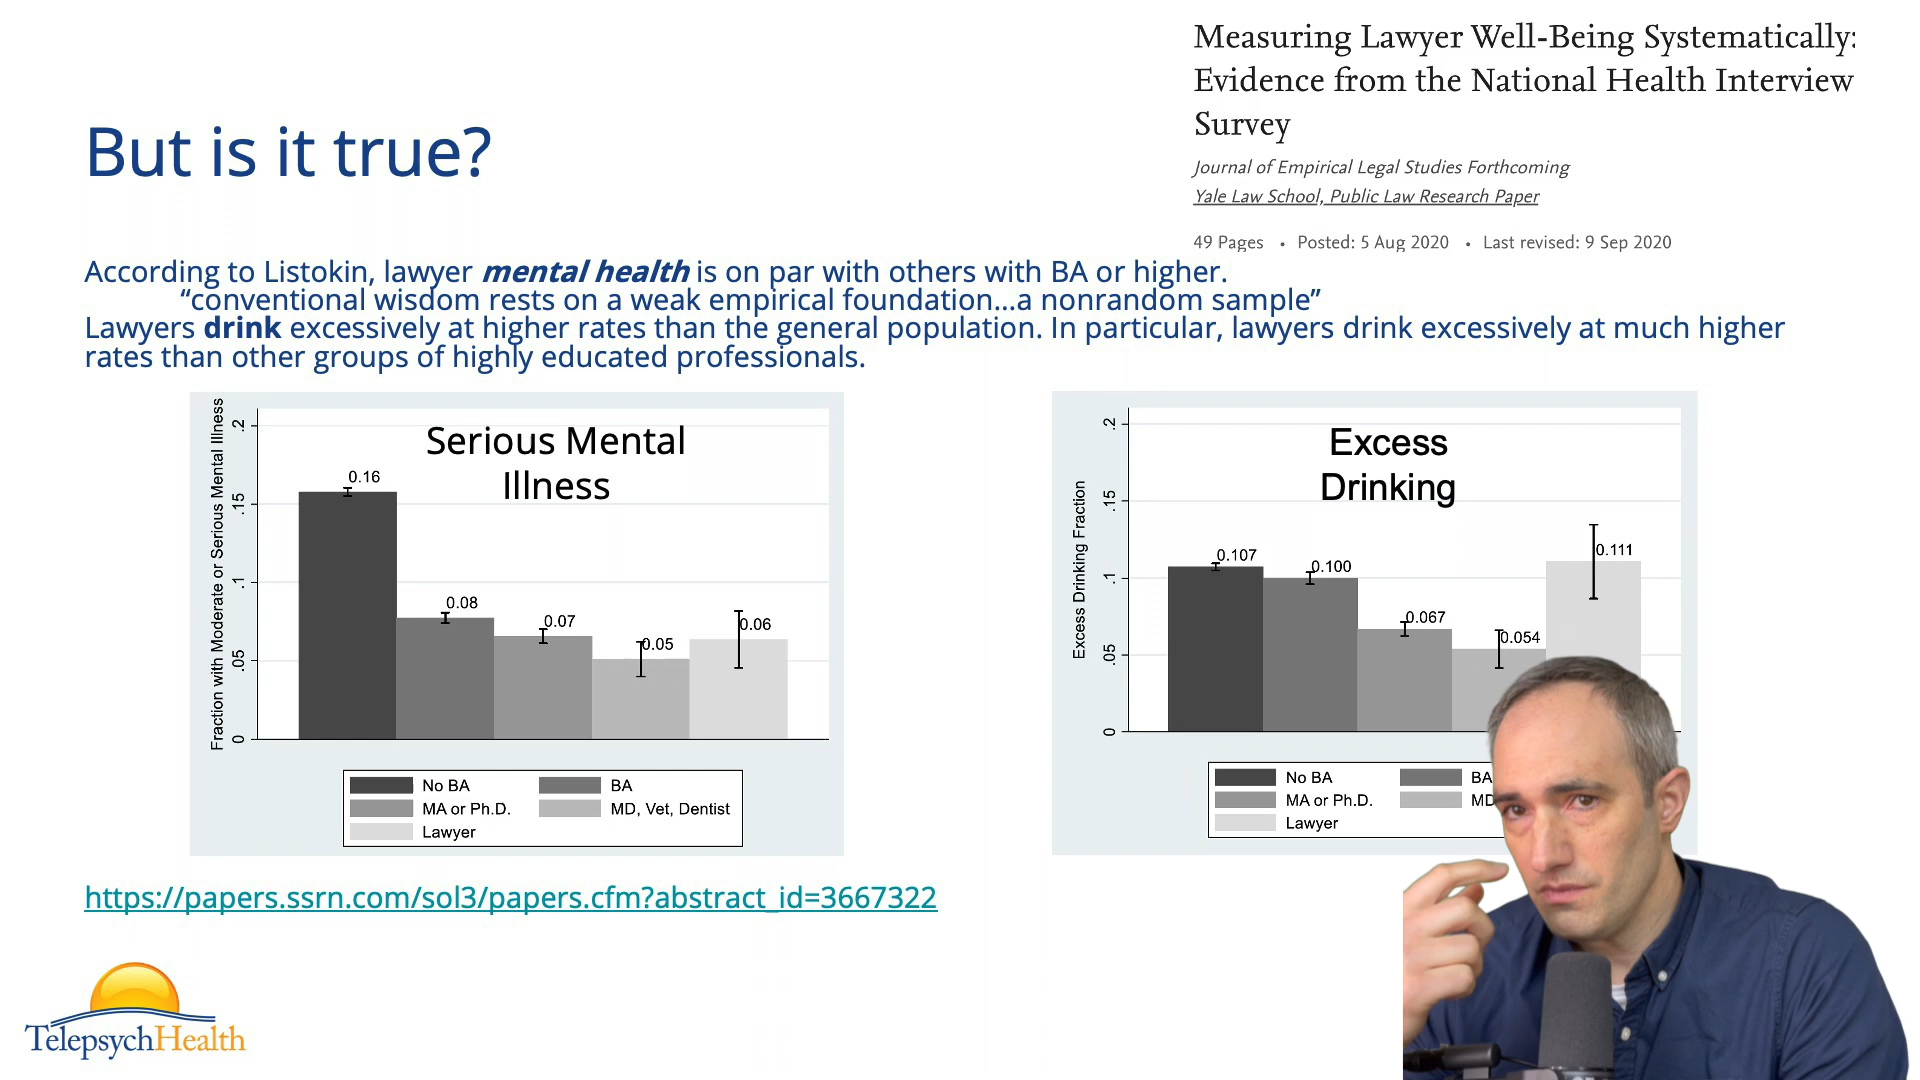 Measuring Lawyer Well-Being Systematically:
Evidence from the National Health Interview
Survey
Journal of Empirical Legal Studies Forthcoming
Yale Law School, Public Law Research Paper
49 Pages • Posted: 5 Aug 2020 • Last revised: 9 Sep 2020
But is it true?
According to Listokin, lawyer mental health is on par with others with BA or higher.
“conventional wisdom rests on a weak empirical foundation...a nonrandom sample”
Lawyers drink excessively at higher rates than the general population. In particular, lawyers drink excessively at much higher
rates than other groups of highly educated professionals.
Serious Mental
Illness
Fraction with Moderate or Serious Mental Illness
.2
.15
.1
.05
0
0.16
0.08
0.07
0.05
0.06
No BA
BA
MA or Ph.D.
MD, Vet, Dentist
Lawyer
Excess
Drinking
Excess Drinking Fraction
.2
.15
.1
.05
0
0.107
0.100
0.067
0.054
0.111
No BA
BA
MA or Ph.D.
MD
Lawyer
https://papers.ssrn.com/sol3/papers.cfm?abstract_id=3667322
TelepsychHealth